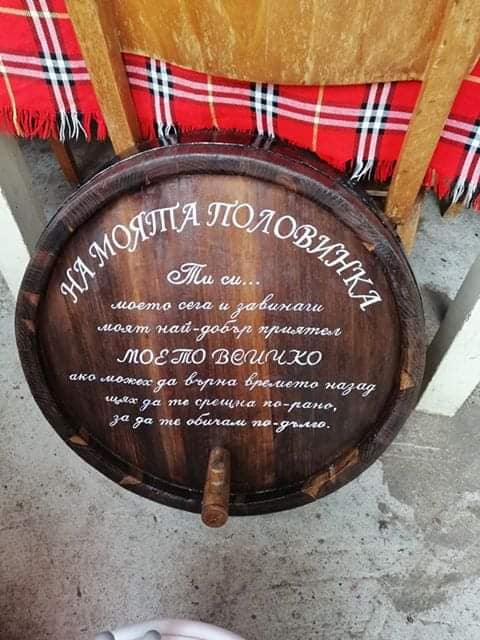 НА МОЯТА ПОЛОВИНКА
Ти си...
моето сега и завинаги
моят най-добър приятел
МОЕТО ВСИЧКО
ако можех да върна времето назад
щях да те срещна по-рано,
за да те обичам по-дълго.